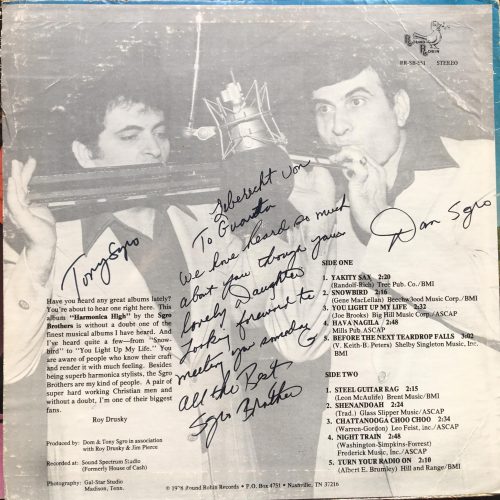 Round
Robin
RR-SB-151 STEREO
Leberecht Von
To Guarda
We have heard so much
about you though your
lovely Daughter
Looking forward to
meeting you someday
All the Best
Sgro Brother
Tony Sgro
Dom Sgro
Have you heard any great albums lately?
You're about to hear one right here. This
album "Harmonica High" by the Sgro
Brothers is without a doubt one of the
finest musical albums I have heard. And
I've heard quite a few—from "Snow-
bird" to "You Light Up My Life." You
are aware of people who know their craft
and render it with much feeling. Besides
being superb harmonica stylists, the Sgro
Brothers are my kind of people. A pair of
super hard working Christian men and
without a doubt, I'm one of their biggest
fans.
Roy Drusky
Produced by: Dom & Tony Sgro in association
with Roy Drusky & Jim Pierce
Recorded at: Sound Spectrum Studio
(Formerly House of Cash)
Photography: Gal-Star Studio
Madison, Tenn.
SIDE ONE
1. YAKITY SAX 2:20
(Randolf-Rich) Tree Pub. Co./BMI
2. SNOWBIRD 2:16
(Gene MacLellan) Beechwood Music Corp./BMI
3. YOU LIGHT UP MY LIFE 2:32
(Joe Brooks) Big Hill Music Corp./ASCAP
4. HAVA NAGILA 2:48
Mills Pub/ASCAP
5. BEFORE THE NEXT TEARDROP FALLS 3:02
(V. Keith-B. Peters) Shelby Singleton Music, Inc.
BMI
SIDE TWO
1. STEEL GUITAR RAG 2:15
(Leon McAulife) Brent Music/BMI
2. SHENANDOAH 2:24
(Trad.) Glass Slipper Music/ASCAP
3. CHATTANOOGA CHOO CHOO 2:34
(Warren-Gordon) Leo Feist, Inc./ASCAP
4. NIGHT TRAIN 2:48
(Washington-Simpkins-Forrest)
Frederick Music, Inc./ASCAP
5. TURN YOUR RADIO ON 2:10
(Albert E. Brumley) Hill and Range/BMI
© 1978 Round Robin Records • P.O. Box 4751 • Nashville, TN 37216